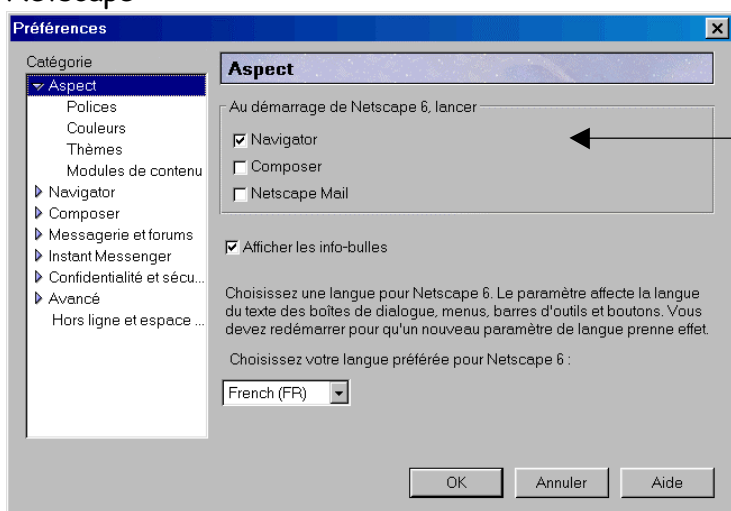 Netscape
Préférences
Catégorie
Aspect
Polices
Couleurs
Thèmes
Modules de contenu
Navigator
Composer
Messagerie et forums
Instant Messenger
Confidentialité et sécu...
Avancé
Hors ligne et espace ...
Aspect
Au démarrage de Netscape 6, lancer
Navigator
Composer
Netscape Mail
Afficher les info-bulles
Choisissez une langue pour Netscape 6. Le paramètre affecte la langue
du texte des boîtes de dialogue, menus, barres d'outils et boutons. Vous
devez redémarrer pour qu'un nouveau paramètre de langue prenne effet.
Choisissez votre langue préférée pour Netscape 6 :
French (FR)
OK
Annuler
Aide